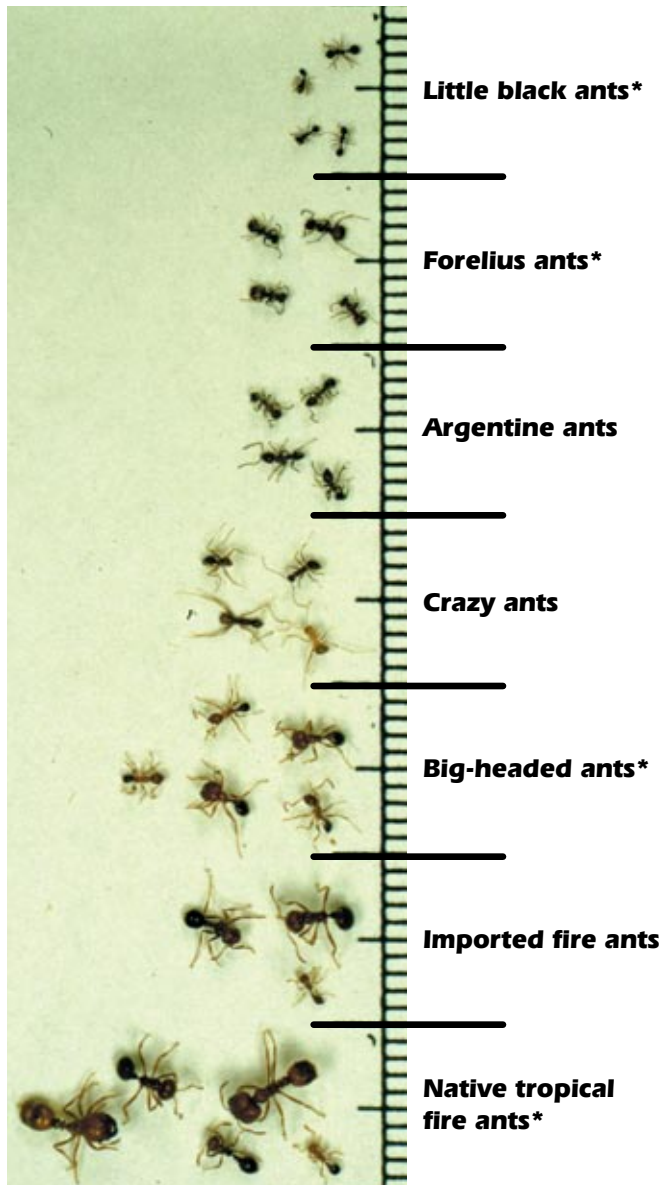 Little black ants*
Forelius ants*
Argentine ants
Crazy ants
Big-headed ants*
Imported fire ants
Native tropical
fire ants*